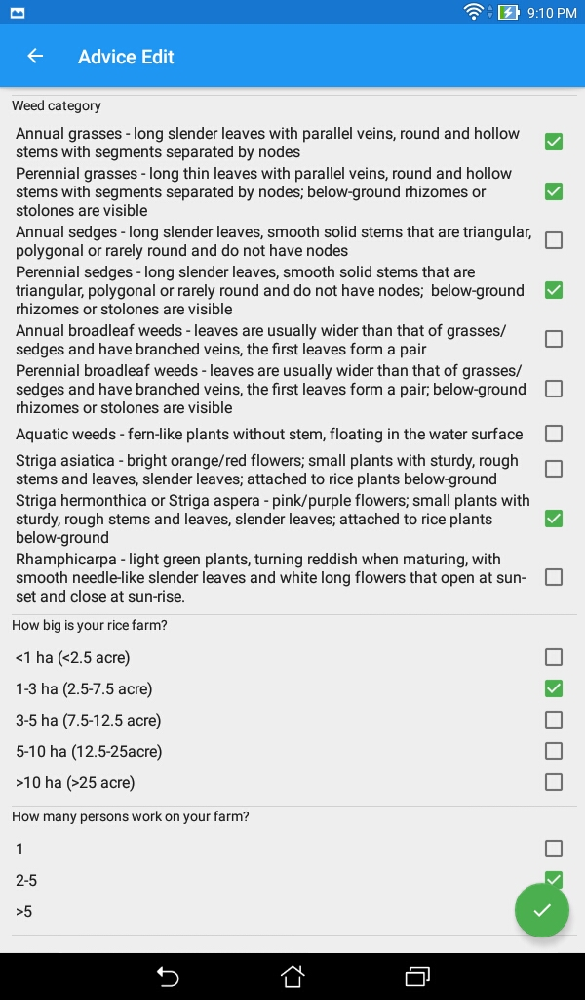 9:10 PM
Advice Edit
Weed category
Annual grasses - long slender leaves with parallel veins, round and hollow
stems with segments separated by nodes
Perennial grasses - long thin leaves with parallel veins, round and hollow
stems with segments separated by nodes; below-ground rhizomes or
stolones are visible
Annual sedges - long slender leaves, smooth solid stems that are triangular,
polygonal or rarely round and do not have nodes
Perennial sedges - long slender leaves, smooth solid stems that are
triangular, polygonal or rarely round and do not have nodes;  below-ground
rhizomes or stolones are visible
Annual broadleaf weeds - leaves are usually wider than that of grasses/
sedges and have branched veins, the first leaves form a pair
Perennial broadleaf weeds - leaves are usually wider than that of grasses/
sedges and have branched veins, the first leaves form a pair; below-ground
rhizomes or stolones are visible
Aquatic weeds - fern-like plants without stem, floating in the water surface
Striga asiatica - bright orange/red flowers; small plants with sturdy, rough
stems and leaves, slender leaves; attached to rice plants below-ground
Striga hermonthica or Striga aspera - pink/purple flowers; small plants with
sturdy, rough stems and leaves, slender leaves; attached to rice plants
below-ground
Rhamphicarpa - light green plants, turning reddish when maturing, with
smooth needle-like slender leaves and white long flowers that open at sun-
set and close at sun-rise.
How big is your rice farm?
<1 ha (<2.5 acre)
1-3 ha (2.5-7.5 acre)
3-5 ha (7.5-12.5 acre)
5-10 ha (12.5-25acre)
>10 ha (>25 acre)
How many persons work on your farm?
1
2-5
>5